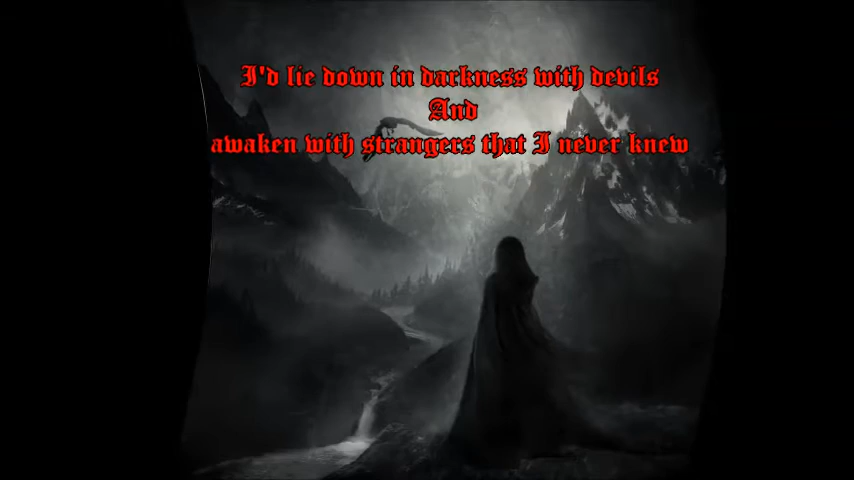 I'd lie down in darkness with devils
And
awaken with strangers that I never knew